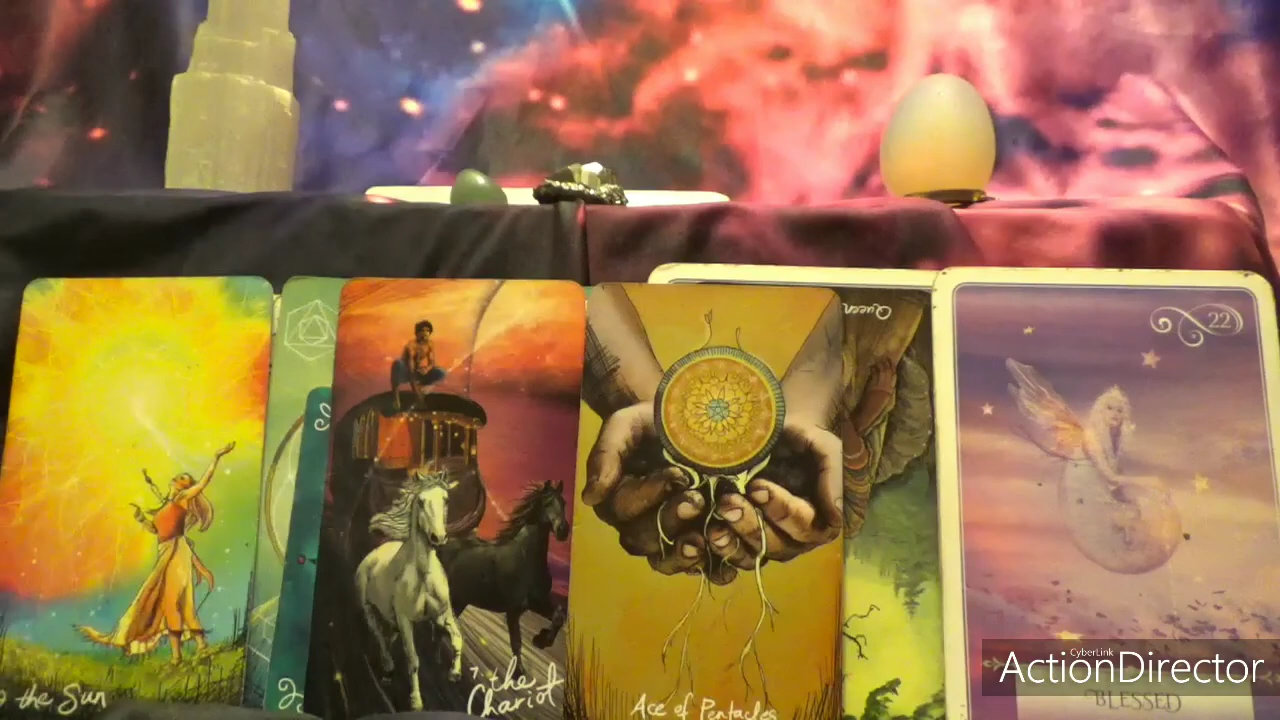 22
Queen
the Sun
7. the
Chariot
Ace of Pentacles
CyberLink
ActionDirector
BLESSED